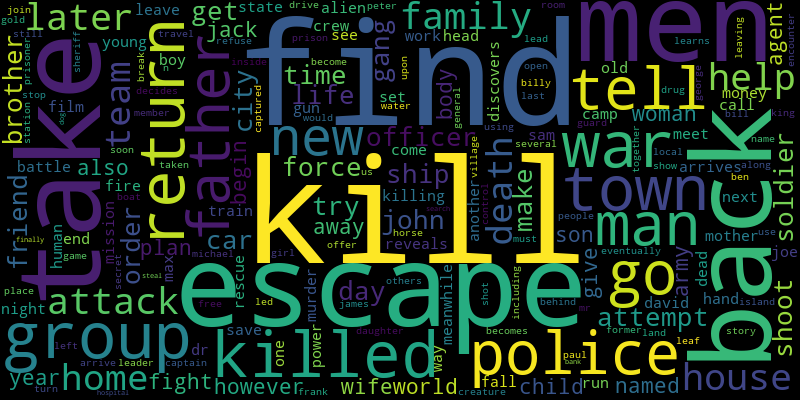 join
gold
later
leave
get
state
drive
alien
peter
family
room
men
agent
young
jack
crew
see
work
head
lead
learns
leaving
encounter
still
prisoner
sheriff
boy
no
gang
find
discovers
open
billy
last
tell
old
help
brother
take
stop
film
team
break
return
decides
father
prison
inside
time
become
upon
body
general
using
camp
woman
drug
george
money
call
bill
king
station
dog
member
city
life
set
gun
water
would
sam
several
guard
meet
name
battle
also
soon
taken
begin
captured
new
officer
war
together
local
show
arrives
along
fire
boat
force
us
come
village
death
make
man
ben
next
soldier
friend
mission
order
train
kill
try
away
killing
john
ship
another
control
town
people
mother
use
back
human
end
game
secret
plan
car
girl
horse
offer
reveals
search
must
son
eventually
joe
finally
steal
max
michael
rescue
escape
give
army
dead
place
night
attack
murder
free
led
day
others
meanwhile
shot
including
behind
go
david
hand
island
shoot
group
save
james
killed
daughter
becomes
mr
attempt
former
land
story
left
dr
one
power
way
police
paul
bank
leaf
year
home
arrive
leader
captain
fight
however
frank
wife
world
creature
fall
child
run
named
house
turn
hospital